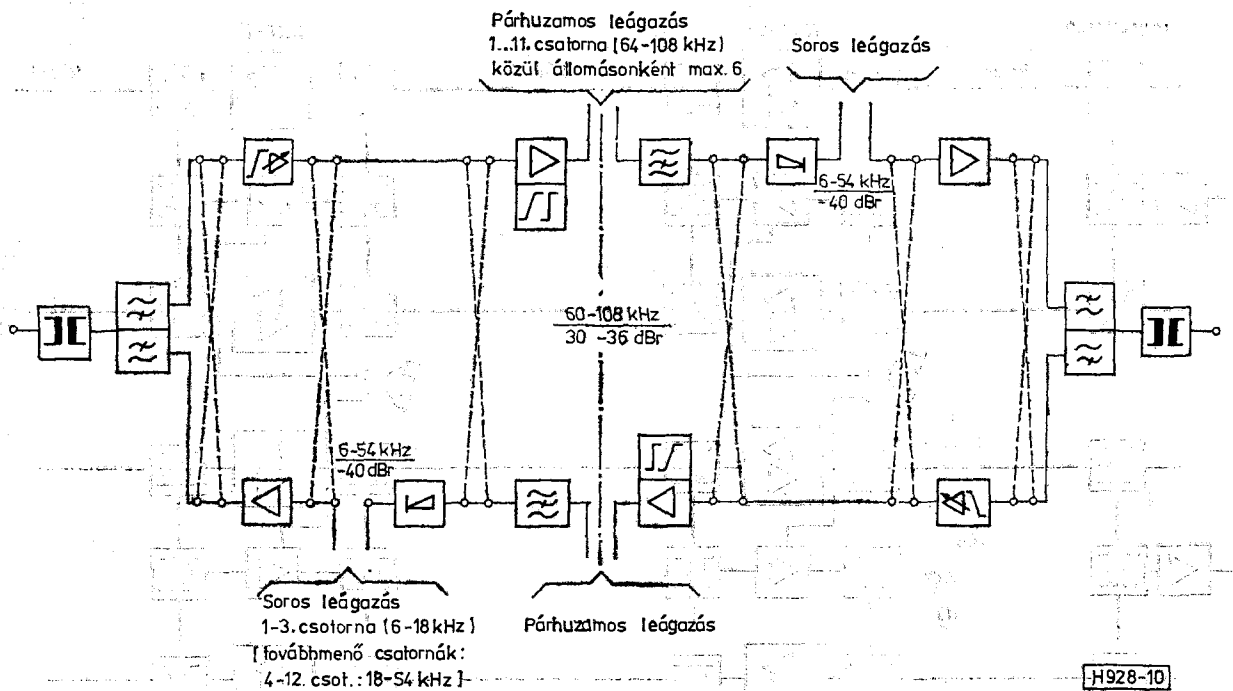 Párhuzamos leágazás
1...11. csatorna (64-108 kHz)
közül állomásonként max. 6
Soros leágazás
6-54 kHz
-40 dBr
60-108 kHz
30 -36 dBr
6-54 kHz
-40 dBr
Soros leágazás
1-3. csatorna (6-18 kHz)
[továbbmenő csatornák:
4-12. csat.: 18-54 kHz]
Párhuzamos leágazás
H928-10